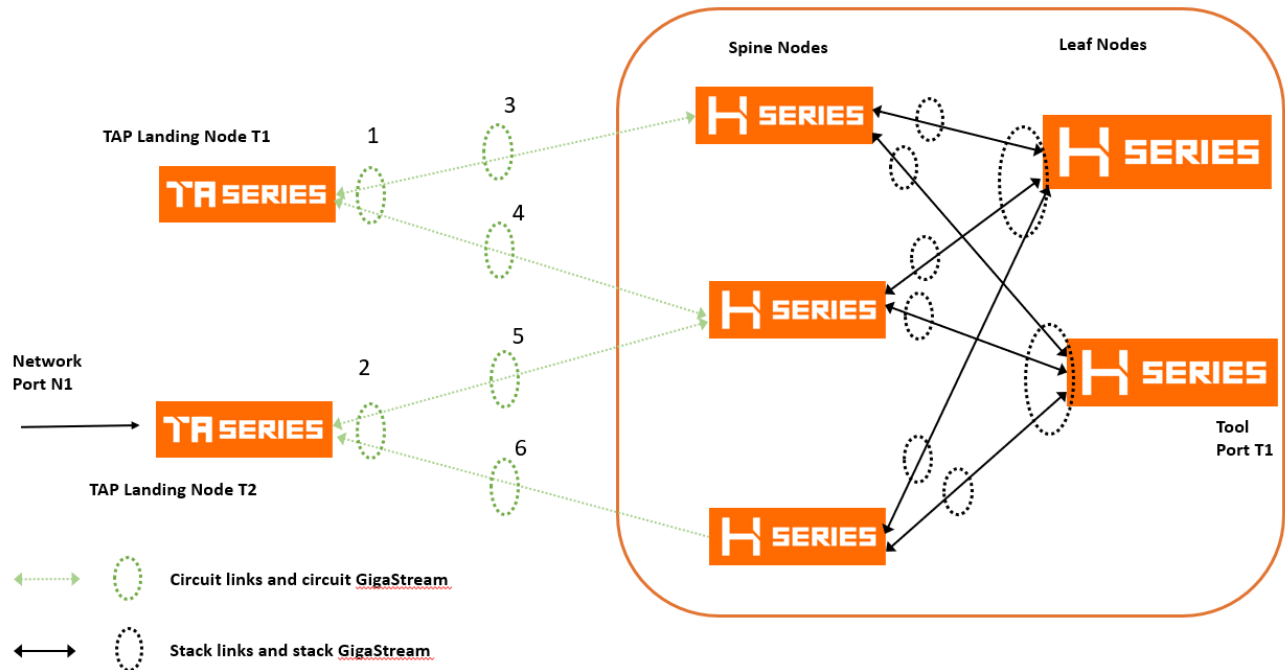 Spine Nodes
Leaf Nodes
3
1
TAP Landing Node T1
H SERIES
H SERIES
TA SERIES
4
H SERIES
5
Network
Port N1
2
H SERIES
TA SERIES
Tool
Port T1
6
TAP Landing Node T2
H SERIES
Circuit links and circuit GigaStream
Stack links and stack GigaStream